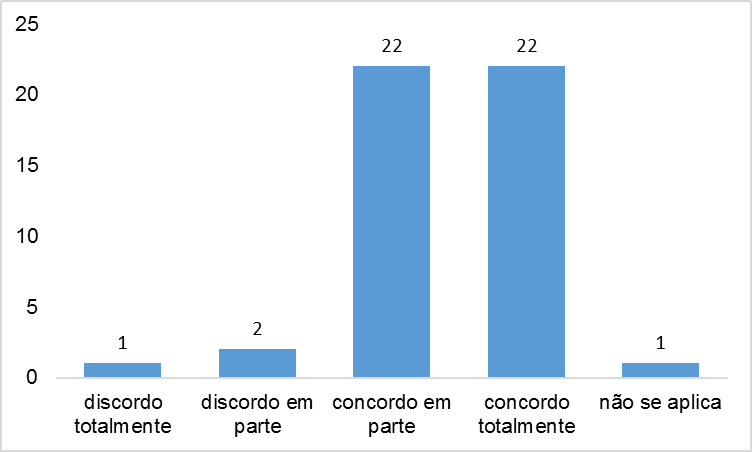 25
20
15
10
5
0
1
2
22
22
1
discordo
totalmente
discordo em
parte
concordo em
parte
concordo
totalmente
não se aplica